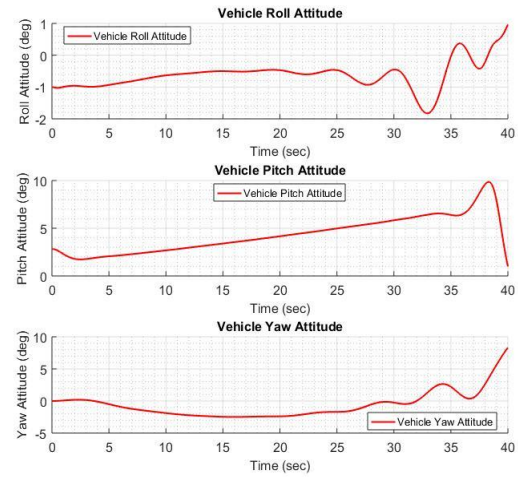 Vehicle Roll Attitude
Roll Attitude (deg)
1
0
-1
-2
Vehicle Roll Attitude
0 5 10 15 20 25 30 35 40
Time (sec)
Vehicle Pitch Attitude
Pitch Attitude (deg)
10
5
0
Vehicle Pitch Attitude
0 5 10 15 20 25 30 35 40
Time (sec)
Vehicle Yaw Attitude
Yaw Attitude (deg)
10
5
0
-5
Vehicle Yaw Attitude
0 5 10 15 20 25 30 35 40
Time (sec)